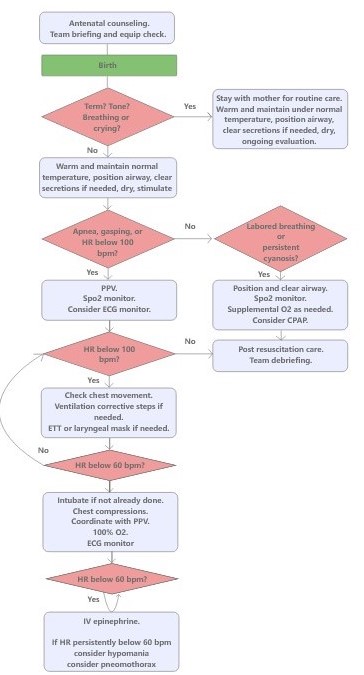 Antenatal counseling.
Team briefing and equip check.
Birth
Term? Tone?
Breathing or
crying?
Yes
Stay with mother for routine care.
Warm and maintain under normal
temperature, position airway,
clear secretions if needed, dry,
ongoing evaluation.
No
Warm and maintain normal
temperature, position airway, clear
secretions if needed, dry, stimulate
Apnea, gasping, or
HR below 100
bpm?
No
Labored breathing
or
persistent
cyanosis?
Yes
Yes
PPV.
Spo2 monitor.
Consider ECG monitor.
Position and clear airway.
Spo2 monitor.
Supplemental O2 as needed.
Consider CPAP.
HR below 100
bpm?
No
Post resuscitation care.
Team debriefing.
Yes
Check chest movement.
Ventilation corrective steps if
needed.
ETT or laryngeal mask if needed.
No
HR below 60 bpm?
Intubate if not already done.
Chest compressions.
Coordinate with PPV.
100% O2.
ECG monitor
HR below 60 bpm?
Yes
IV epinephrine.
If HR persistently below 60 bpm
consider hypomania
consider pneomothorax